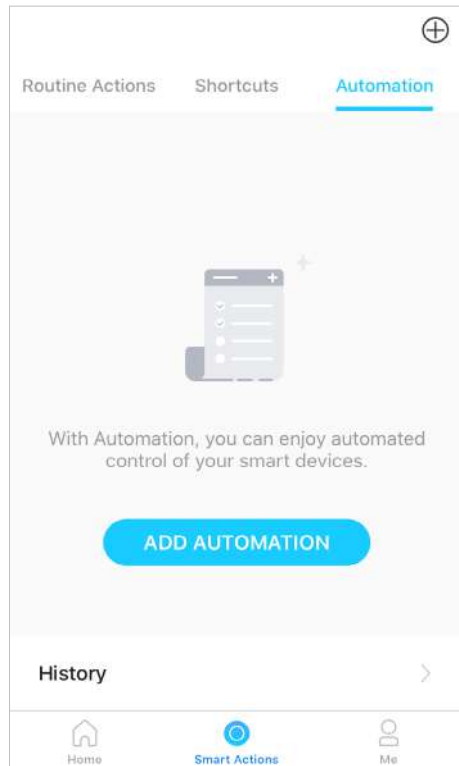 Routine Actions Shortcuts Automation
With Automation, you can enjoy automated
control of your smart devices.
ADD AUTOMATION
History
Home Smart Actions Me